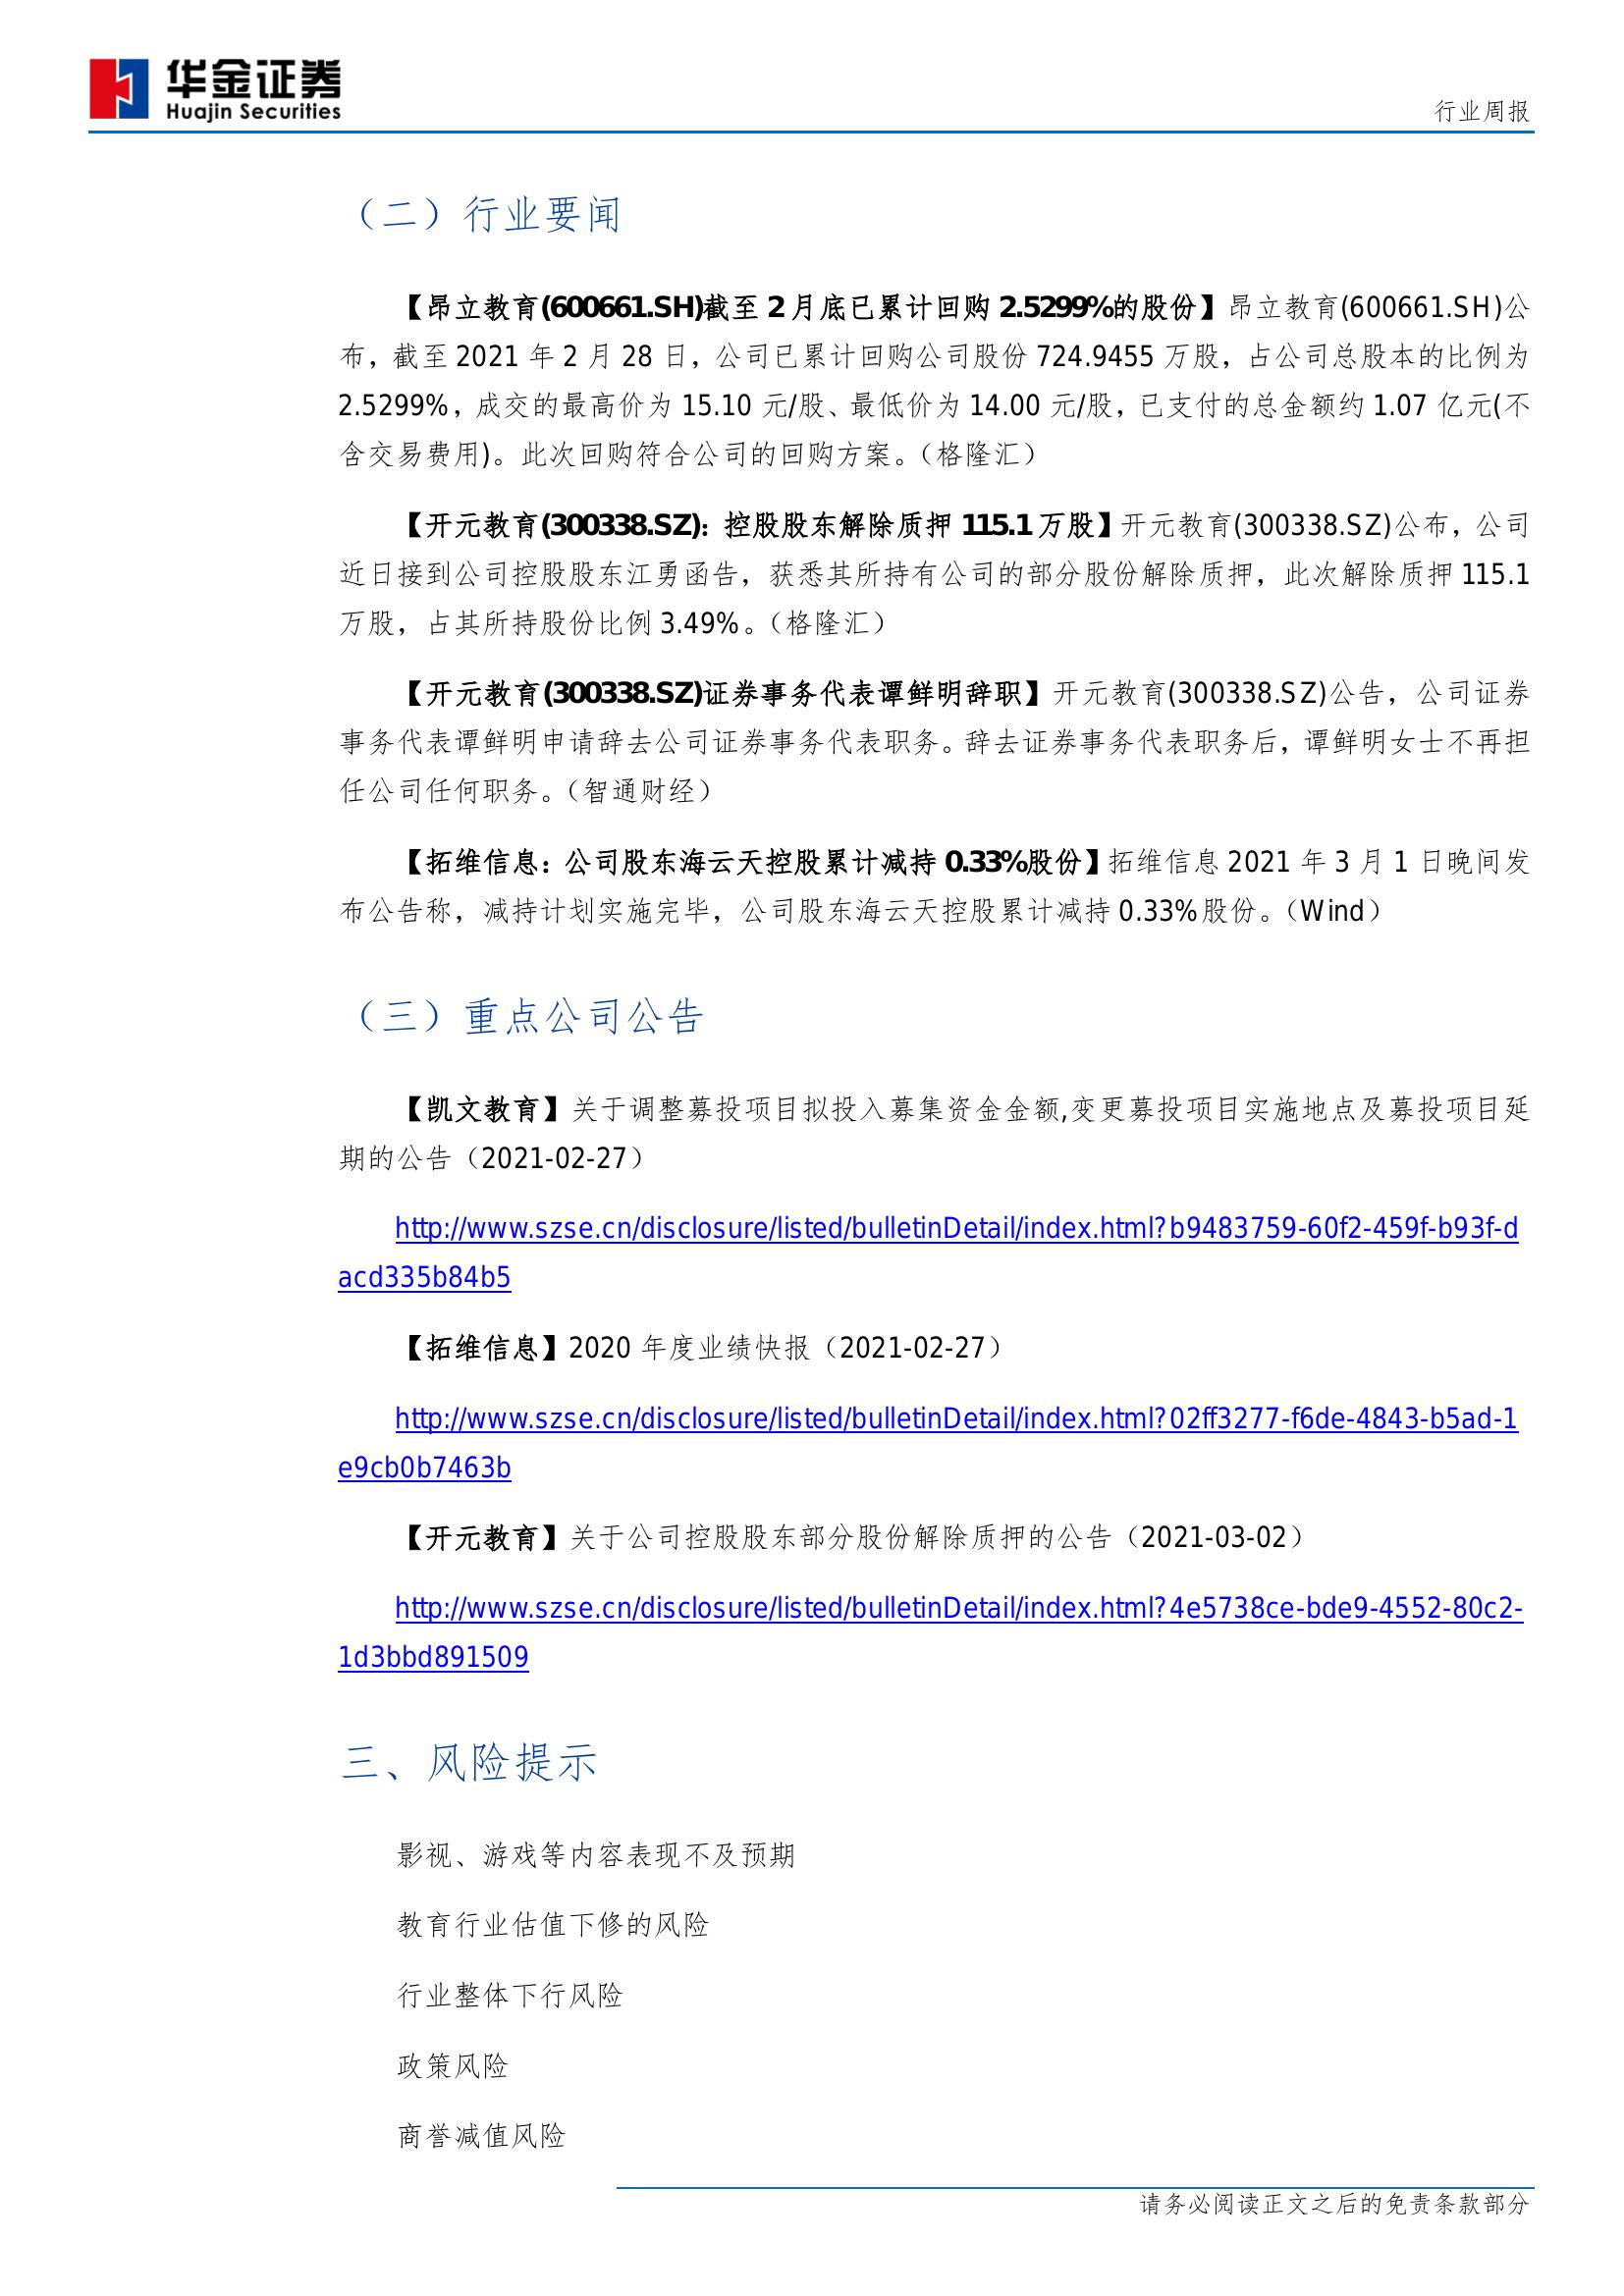 华金证券
Huajin Securities
行业周报
（二）行业要闻
【昂立教育(600661.SH)截至 2 月底已累计回购 2.5299%的股份】昂立教育(600661.SH)公
布，截至 2021 年 2 月 28 日，公司已累计回购公司股份 724.9455 万股，占公司总股本的比例为
2.5299%，成交的最高价为 15.10 元/股、最低价为 14.00 元/股，已支付的总金额约 1.07 亿元(不
含交易费用)。此次回购符合公司的回购方案。（格隆汇）
【开元教育(300338.SZ)：控股股东解除质押 115.1 万股】开元教育(300338.SZ)公布，公司
近日接到公司控股股东江勇函告，获悉其所持有公司的部分股份解除质押，此次解除质押 115.1
万股，占其所持股份比例 3.49%。（格隆汇）
【开元教育(300338.SZ)证券事务代表谭鲜明辞职】开元教育(300338.SZ)公告，公司证券
事务代表谭鲜明申请辞去公司证券事务代表职务。辞去证券事务代表职务后，谭鲜明女士不再担
任公司任何职务。（智通财经）
【拓维信息：公司股东海云天控股累计减持 0.33%股份】拓维信息 2021 年 3 月 1 日晚间发
布公告称，减持计划实施完毕，公司股东海云天控股累计减持 0.33%股份。（Wind）
（三）重点公司公告
【凯文教育】关于调整募投项目拟投入募集资金金额,变更募投项目实施地点及募投项目延
期的公告（2021-02-27）
http://www.szse.cn/disclosure/listed/bulletinDetail/index.html?b9483759-60f2-459f-b93f-d
acd335b84b5
【拓维信息】2020 年度业绩快报（2021-02-27）
http://www.szse.cn/disclosure/listed/bulletinDetail/index.html?02ff3277-f6de-4843-b5ad-1
e9cb0b7463b
【开元教育】关于公司控股股东部分股份解除质押的公告（2021-03-02）
http://www.szse.cn/disclosure/listed/bulletinDetail/index.html?4e5738ce-bde9-4552-80c2-
1d3bbd891509
三、风险提示
影视、游戏等内容表现不及预期
教育行业估值下修的风险
行业整体下行风险
政策风险
商誉减值风险
请务必阅读正文之后的免责条款部分